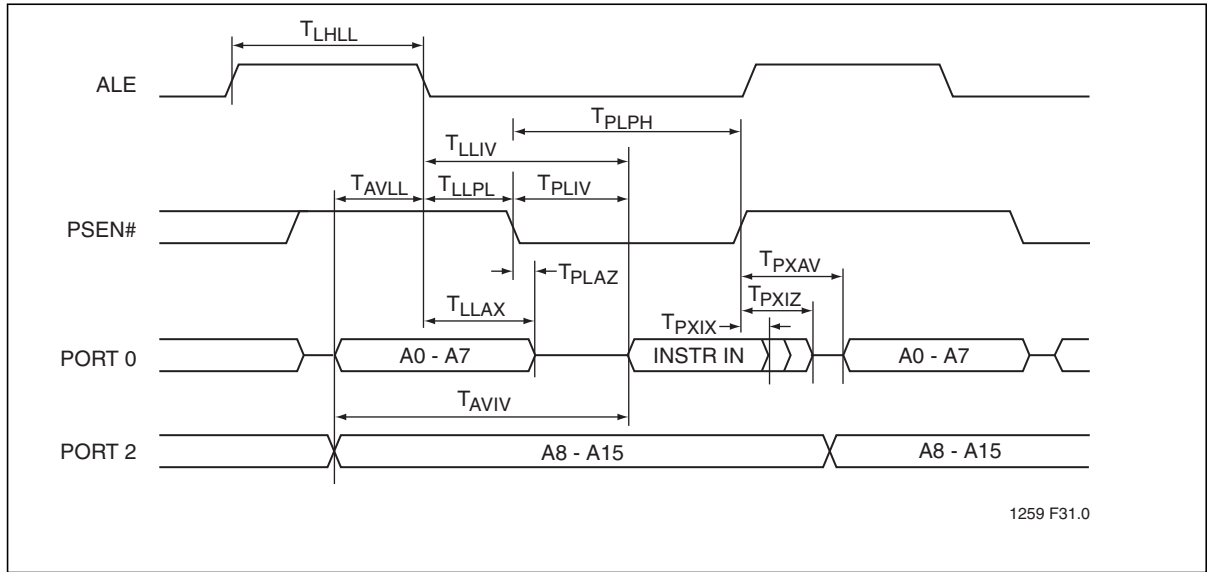 TLHLL
ALE
TPLPH
TLLIV
TAVLL
TLLPL
TPLIV
PSEN#
TPLAZ
TPXAV
TLLAX
TPXIZ
TPXIX
PORT 0
A0 - A7
INSTR IN
A0 - A7
TAVIV
PORT 2
A8 - A15
A8 - A15
1259 F31.0